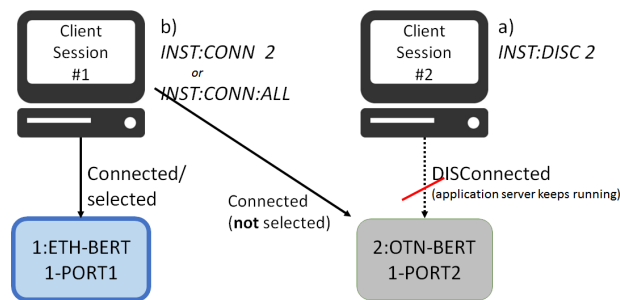 Client
Session
#1
b)
INST:CONN 2
or
INST:CONN:ALL
Client
Session
#2
a)
INST:DISC 2
Connected/
selected
Connected
(not selected)
DISConnected
(application server keeps running)
1:ETH-BERT
1-PORT1
2:OTN-BERT
1-PORT2